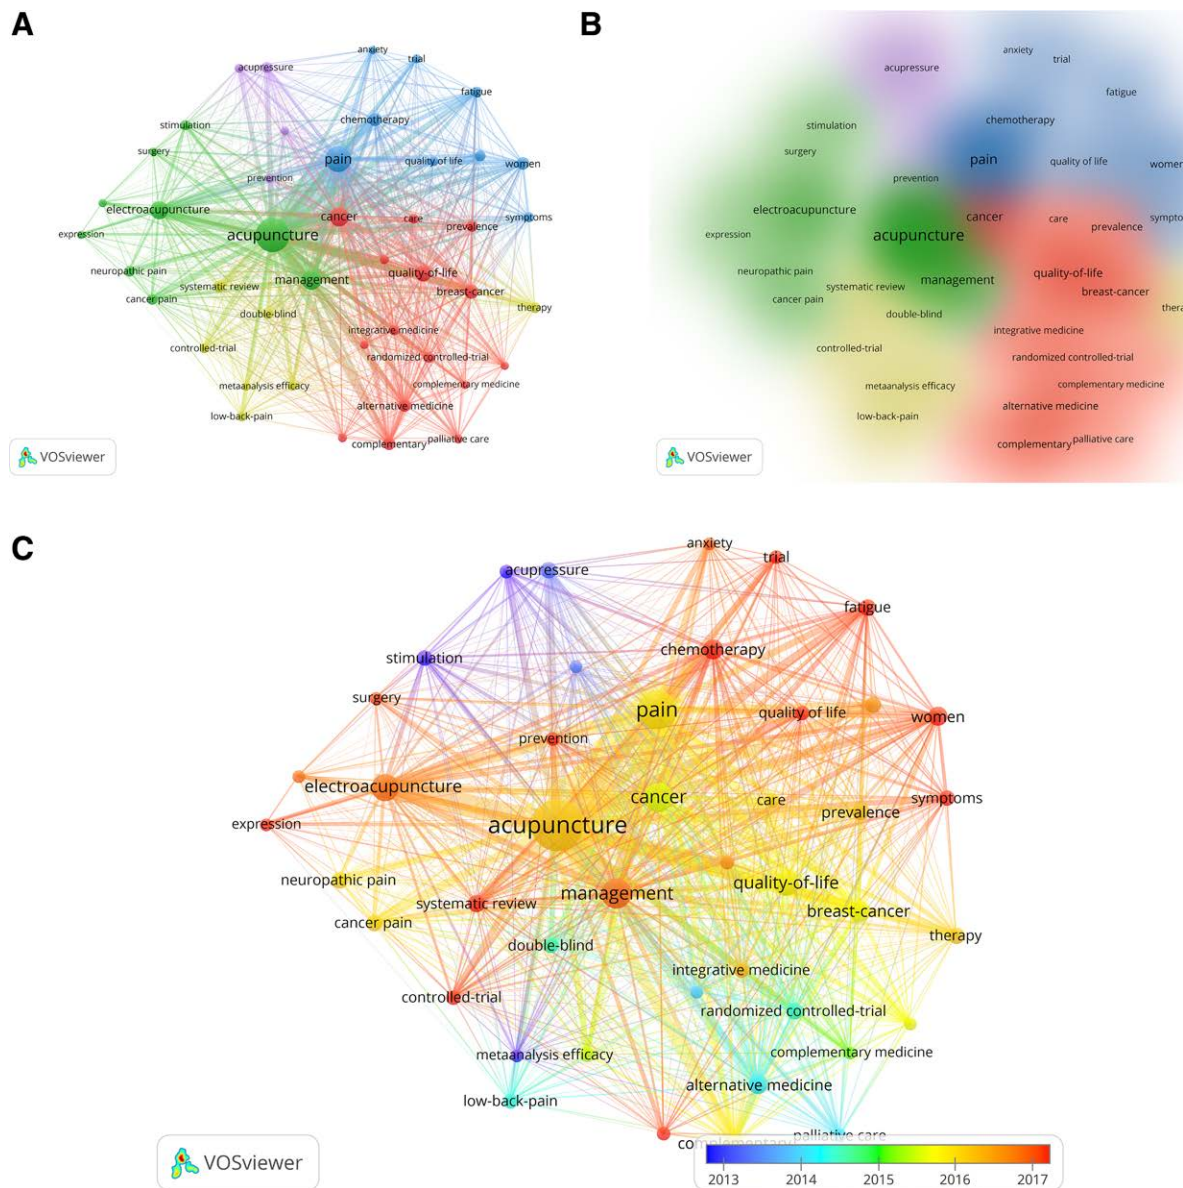 A
anxiety
trial
acupressure
fatigue
chemotherapy
stimulation
surgery
pain
quality of life
women
prevention
electroacupuncture
cancer
care
symptoms
prevalence
expression
acupuncture
neuropathic pain
management
quality-of-life
systematic review
breast-cancer
cancer pain
therapy
double-blind
integrative medicine
controlled-trial
randomized controlled-trial
metaanalysis efficacy
complementary medicine
alternative medicine
low-back-pain
complementary
palliative care
VOSviewer
B
anxiety
trial
acupressure
fatigue
chemotherapy
stimulation
surgery
pain
quality of life
women
prevention
electroacupuncture
cancer
care
sympto
prevalence
expression
acupuncture
neuropathic pain
management
quality-of-life
systematic review
breast-cancer
cancer pain
thera
double-blind
integrative medicine
controlled-trial
randomized controlled-trial
metaanalysis efficacy
complementary medicine
alternative medicine
low-back-pain
complementary
palliative care
VOSviewer
C
anxiety
trial
acupressure
fatigue
chemotherapy
stimulation
surgery
pain
quality of life
women
prevention
electroacupuncture
cancer
care
symptoms
prevalence
expression
acupuncture
neuropathic pain
management
quality-of-life
systematic review
breast-cancer
cancer pain
therapy
double-blind
integrative medicine
controlled-trial
randomized controlled-trial
metaanalysis efficacy
complementary medicine
alternative medicine
low-back-pain
complementary
palliative care
VOSviewer
2013 2014 2015 2016 2017